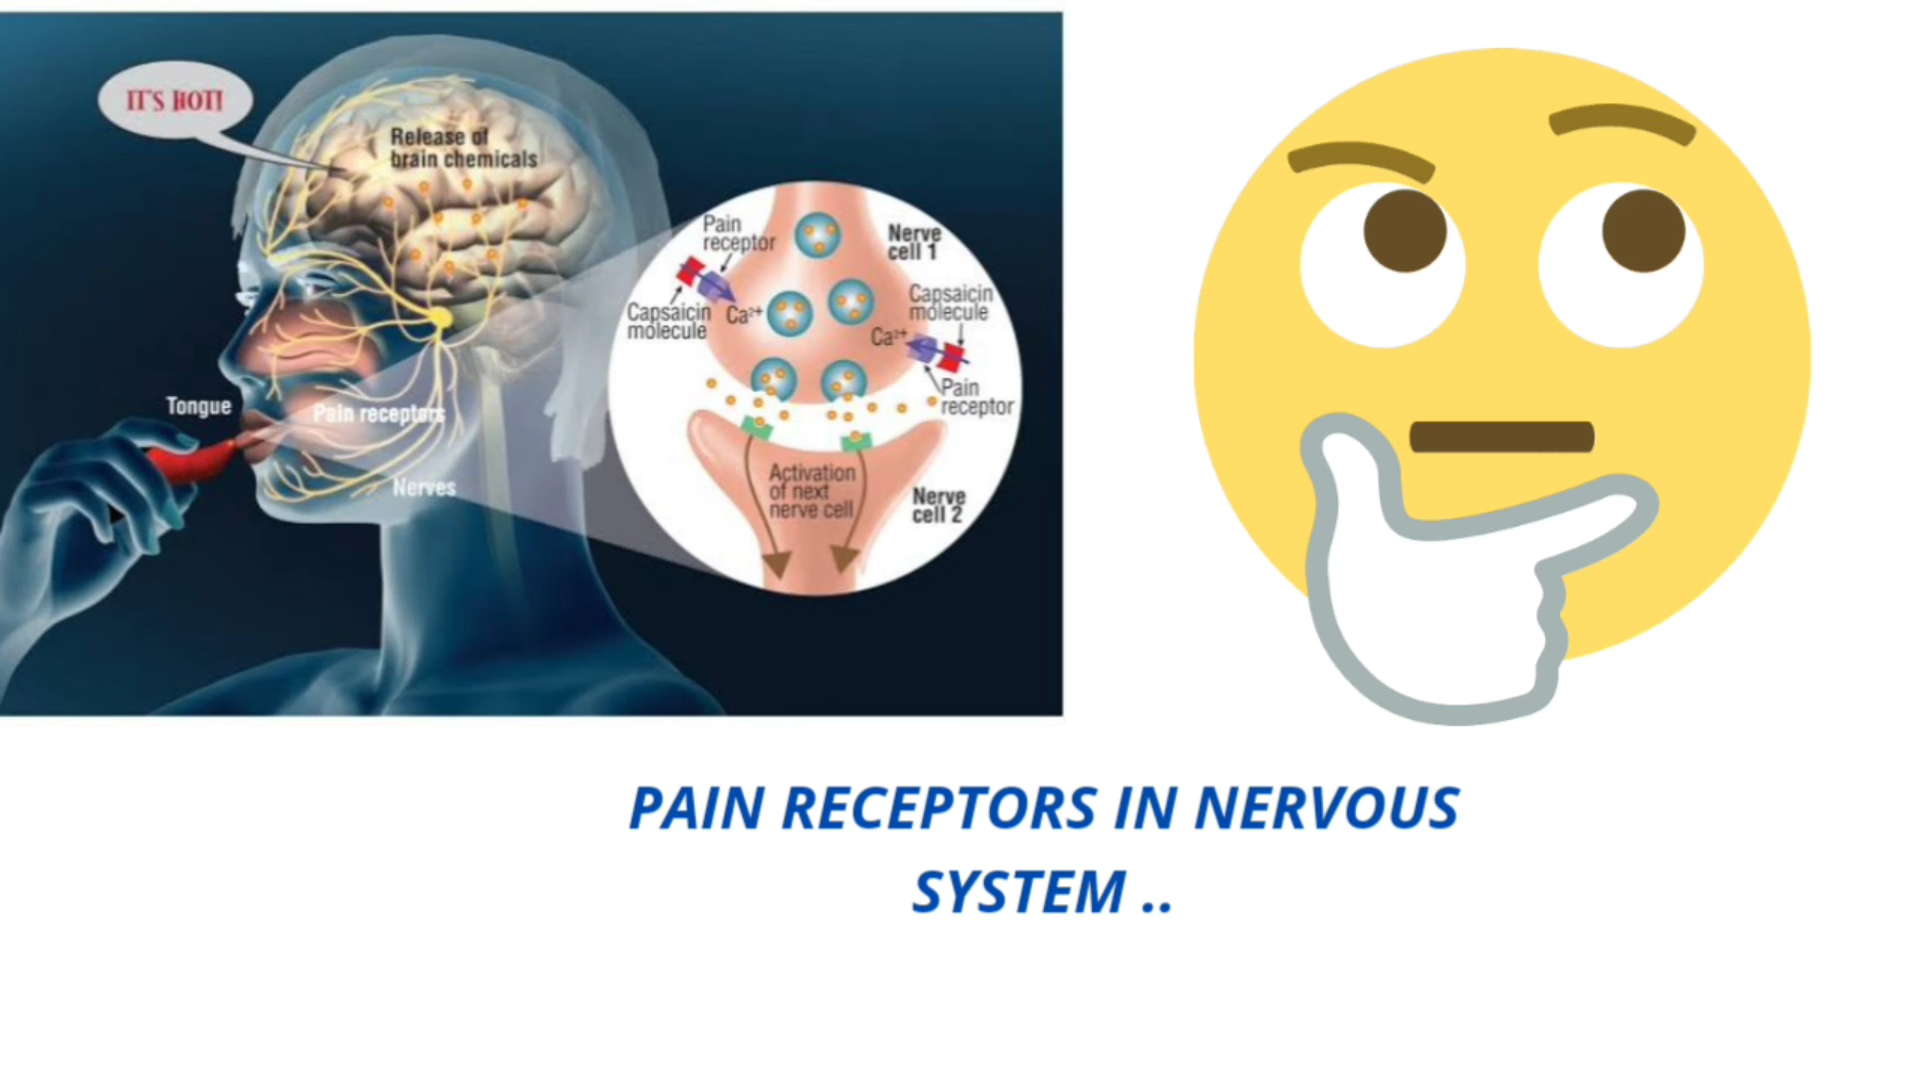 IT'S HOT!
Release of
brain chemicals
Tongue
Pain receptors
Nerves
Pain
receptor
Nerve
cell 1
Capsaicin
molecule
Ca²⁺
Capsaicin
molecule
Ca²⁺
Pain
receptor
Activation
of next
nerve cell
Nerve
cell 2
PAIN RECEPTORS IN NERVOUS
SYSTEM ..